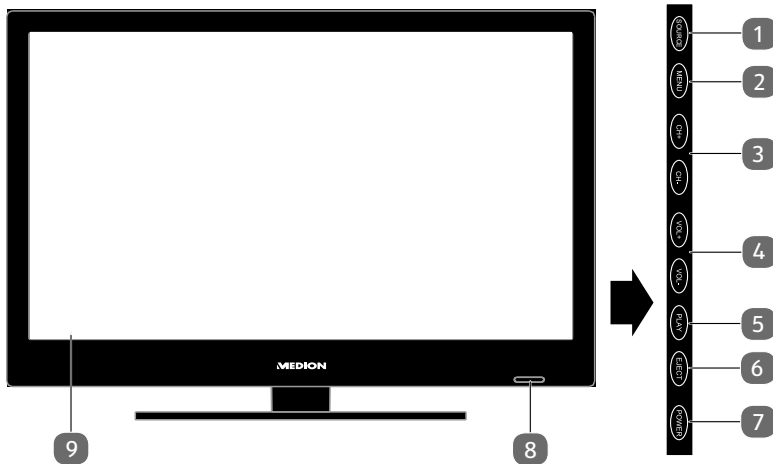 SOURCE
1
MENU
2
CH+
3
CH-
VOL+
4
VOL-
PLAY
5
EJECT
6
POWER
7
MEDION
9
8